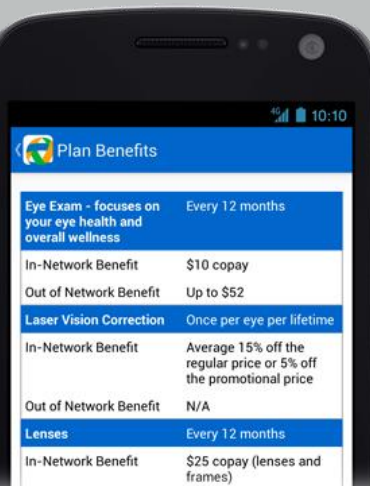 4G 10:10
Plan Benefits
Eye Exam - focuses on Every 12 months
your eye health and
overall wellness
In-Network Benefit $10 copay
Out of Network Benefit Up to $52
Laser Vision Correction Once per eye per lifetime
In-Network Benefit Average 15% off the
regular price or 5% off
the promotional price
Out of Network Benefit N/A
Lenses Every 12 months
In-Network Benefit $25 copay (lenses and
frames)